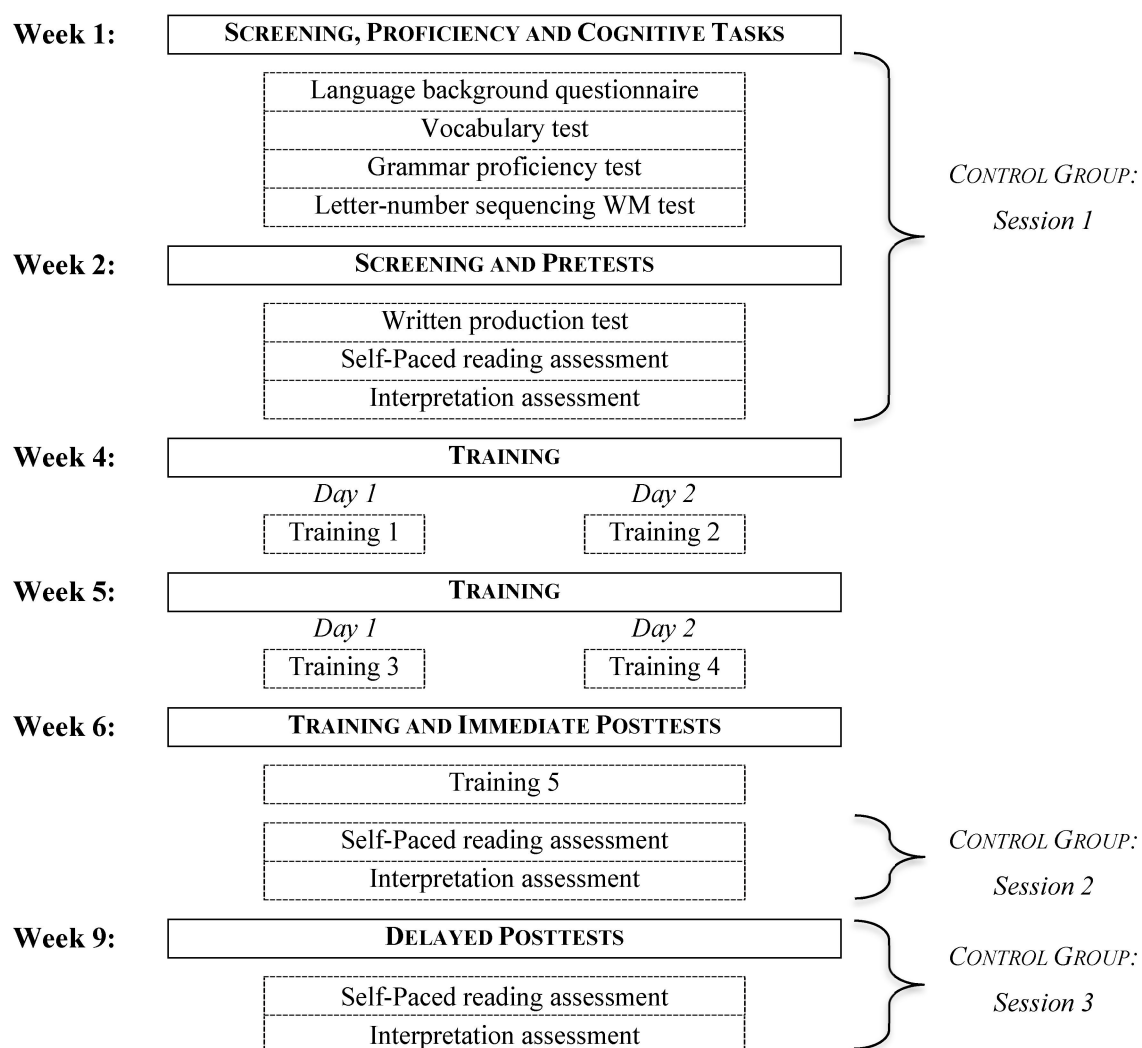 Week 1: SCREENING, PROFICIENCY AND COGNITIVE TASKS
Language background questionnaire
Vocabulary test
Grammar proficiency test
Letter-number sequencing WM test
CONTROL GROUP:
Session 1
Week 2: SCREENING AND PRETESTS
Written production test
Self-Paced reading assessment
Interpretation assessment
Week 4: TRAINING
Day 1 Day 2
Training 1 Training 2
Week 5: TRAINING
Day 1 Day 2
Training 3 Training 4
Week 6: TRAINING AND IMMEDIATE POSTTESTS
Training 5
Self-Paced reading assessment
Interpretation assessment
CONTROL GROUP:
Session 2
Week 9: DELAYED POSTTESTS
Self-Paced reading assessment
Interpretation assessment
CONTROL GROUP:
Session 3